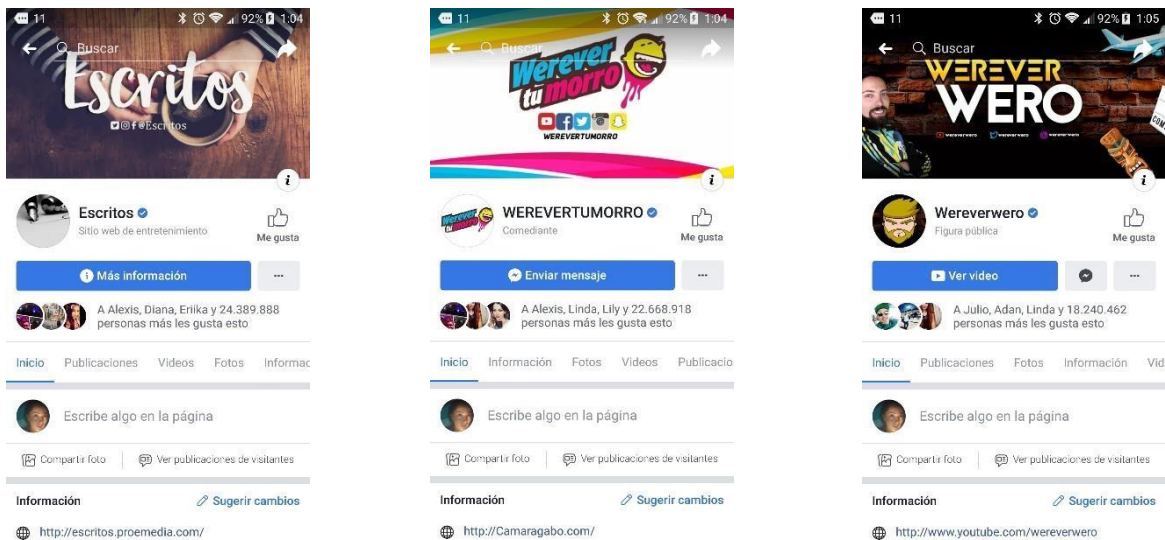 11 92% 1:04
Buscar
Escritos
@Escritos
Escritos
Sitio web de entretenimiento
Me gusta
Más información
A Alexis, Diana, Eriika y 24.389.888
personas más les gusta esto
Inicio Publicaciones Videos Fotos Informac
Escribe algo en la página
Compartir foto Ver publicaciones de visitantes
Información Sugerir cambios
http://escritos.proemedia.com/
11 92% 1:04
Buscar
Werever
tu morro
WEREVERTUMORRO
WEREVERTUMORRO
Comediante
Me gusta
Enviar mensaje
A Alexis, Linda, Lily y 22.668.918
personas más les gusta esto
Inicio Información Fotos Videos Publicacio
Escribe algo en la página
Compartir foto Ver publicaciones de visitantes
Información Sugerir cambios
http://Camaragabo.com/
11 92% 1:05
Buscar
WEREVER
WERO
wereverwero wereverwero wereverwero
Wereverwero
Figura pública
Me gusta
Ver video
A Julio, Adan, Linda y 18.240.462
personas más les gusta esto
Inicio Publicaciones Fotos Información Vid
Escribe algo en la página
Compartir foto Ver publicaciones de visitantes
Información Sugerir cambios
http://www.youtube.com/wereverwero